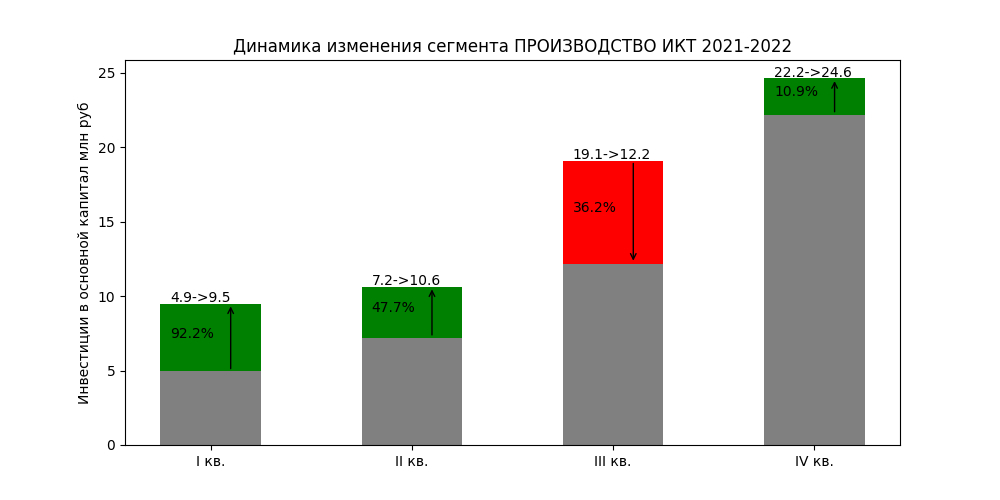 Динамика изменения сегмента ПРОИЗВОДСТВО ИКТ 2021-2022
Инвестиции в основной капитал млн руб
25
20
15
10
5
0
4.9->9.5
92.2%
7.2->10.6
47.7%
19.1->12.2
36.2%
22.2->24.6
10.9%
I кв.
II кв.
III кв.
IV кв.